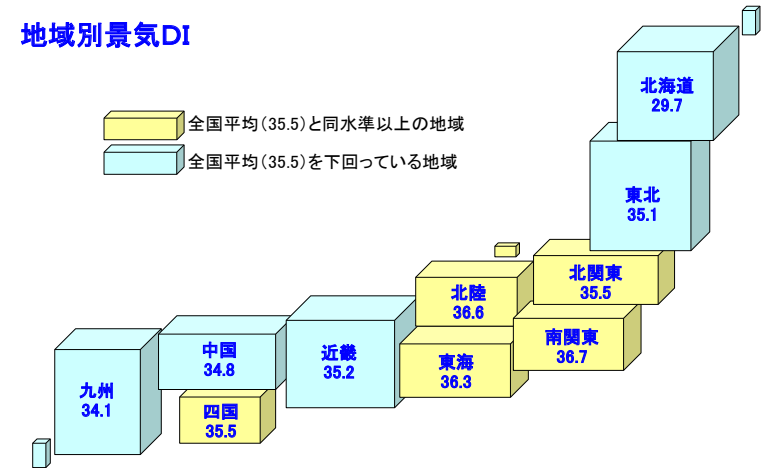 地域別景気DI
全国平均(35.5)と同水準以上の地域
全国平均(35.5)を下回っている地域
北海道
29.7
東北
35.1
北関東
35.5
北陸
36.6
南関東
36.7
東海
36.3
近畿
35.2
中国
34.8
四国
35.5
九州
34.1